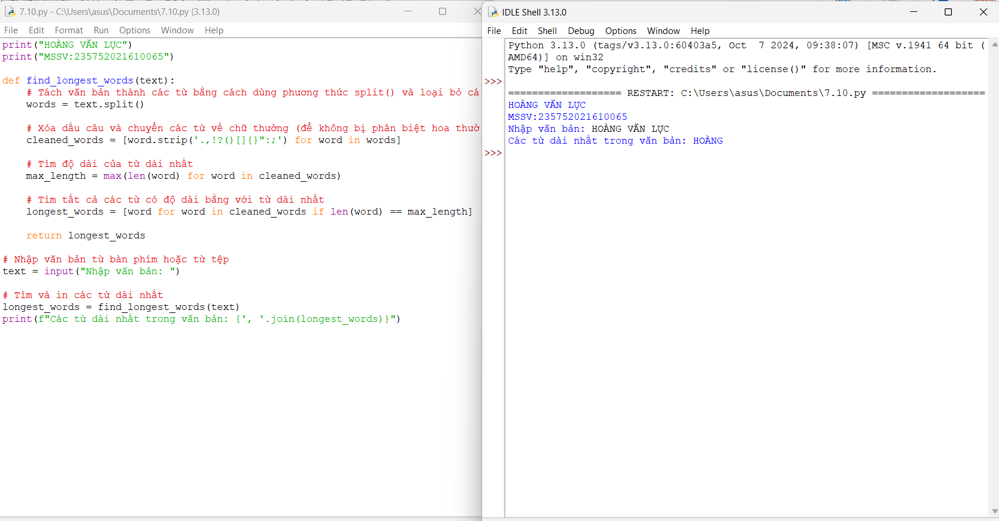 7.10.py - C:\Users\asus\Documents\7.10.py (3.13.0)
File Edit Format Run Options Window Help
print("HOÀNG VĂN LỰC")
print("MSSV:235752021610065")
def find_longest_words(text):
    # Tách văn bản thành các từ bằng cách dùng phương thức split() và loại bỏ cá
    words = text.split()
    # Xóa dấu câu và chuyển các từ về chữ thường (để không bị phân biệt hoa thườ
    cleaned_words = [word.strip('.,!?()[]{}":;') for word in words]
    # Tìm độ dài của từ dài nhất
    max_length = max(len(word) for word in cleaned_words)
    # Tìm tất cả các từ có độ dài bằng với từ dài nhất
    longest_words = [word for word in cleaned_words if len(word) == max_length]
    return longest_words
# Nhập văn bản từ bàn phím hoặc từ tệp
text = input("Nhập văn bản: ")
# Tìm và in các từ dài nhất
longest_words = find_longest_words(text)
print(f"Các từ dài nhất trong văn bản: {', '.join(longest_words)}")
IDLE Shell 3.13.0
File Edit Shell Debug Options Window Help
Python 3.13.0 (tags/v3.13.0:60403a5, Oct  7 2024, 09:38:07) [MSC v.1941 64 bit (
AMD64)] on win32
Type "help", "copyright", "credits" or "license()" for more information.
>>>
=================== RESTART: C:\Users\asus\Documents\7.10.py ===================
HOÀNG VĂN LỰC
MSSV:235752021610065
Nhập văn bản: HOÀNG VĂN LỰC
Các từ dài nhất trong văn bản: HOÀNG
>>>